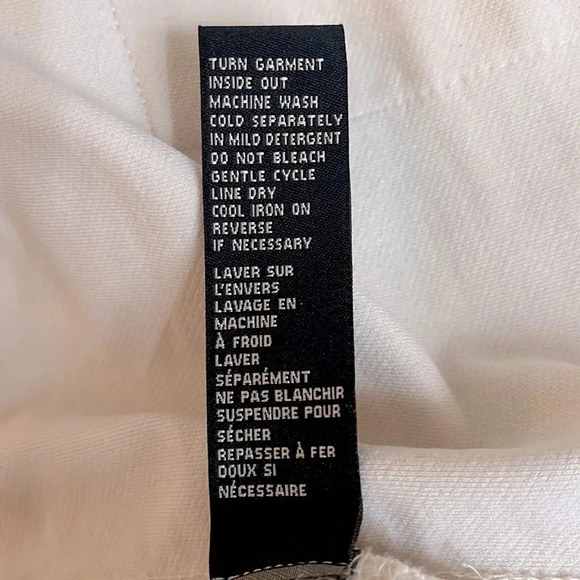 TURN GARMENT
INSIDE OUT
MACHINE WASH
COLD SEPARATELY
IN MILD DETERGENT
DO NOT BLEACH
GENTLE CYCLE
LINE DRY
COOL IRON ON
REVERSE
IF NECESSARY
LAVER SUR
L'ENVERS
LAVAGE EN
MACHINE
À FROID
LAVER
SÉPARÉMENT
NE PAS BLANCHIR
SUSPENDRE POUR
SÉCHER
REPASSER À FER
DOUX SI
NÉCESSAIRE